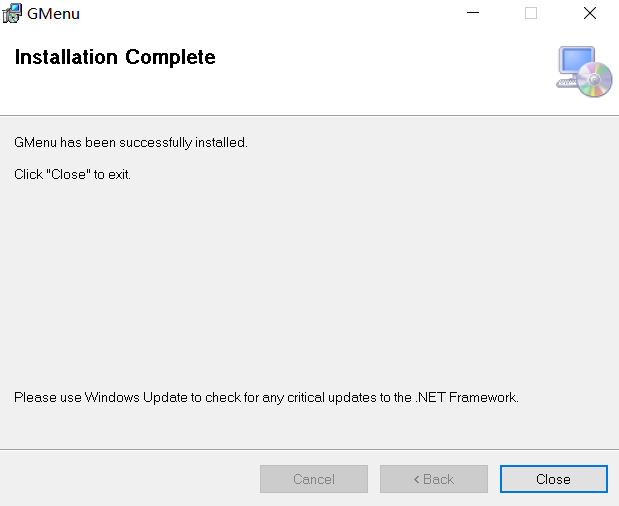 GMenu
Installation Complete
GMenu has been successfully installed.
Click "Close" to exit.
Please use Windows Update to check for any critical updates to the .NET Framework.
Cancel
< Back
Close